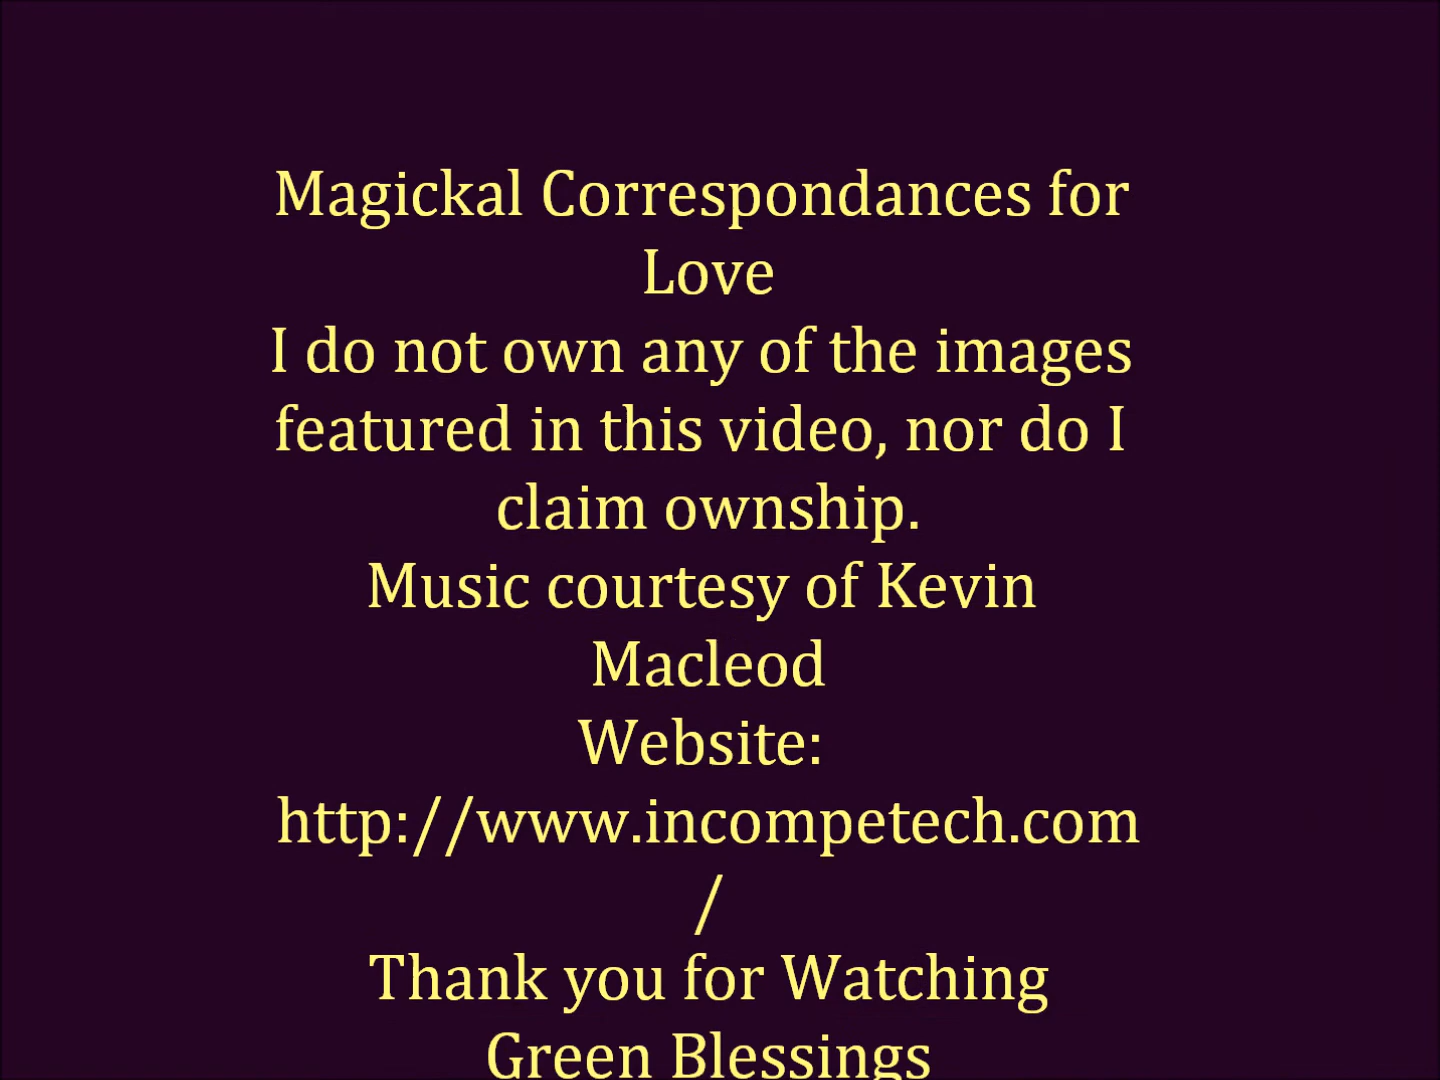 Magickal Correspondances for
Love
I do not own any of the images
featured in this video, nor do I
claim ownship.
Music courtesy of Kevin
Macleod
Website:
http://www.incompetech.com
/
Thank you for Watching
Green Blessings